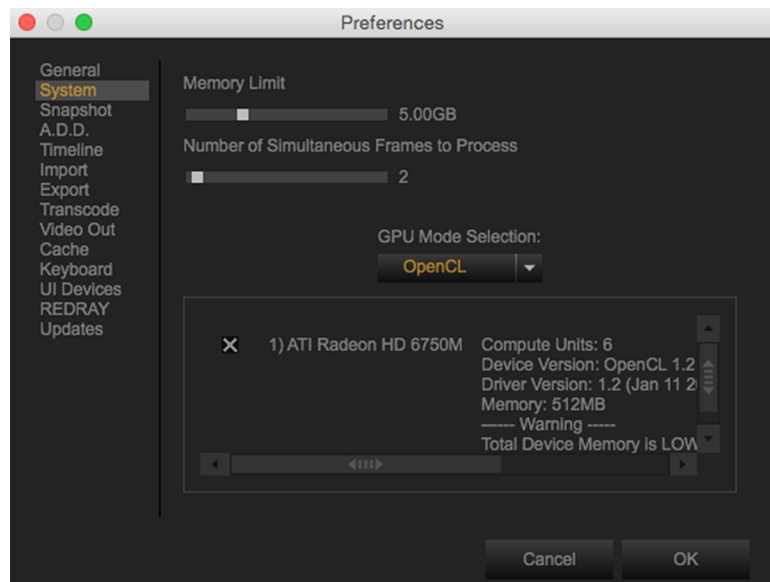 Preferences
General
System
Snapshot
A.D.D.
Timeline
Import
Export
Transcode
Video Out
Cache
Keyboard
UI Devices
REDRAY
Updates
Memory Limit
5.00GB
Number of Simultaneous Frames to Process
2
GPU Mode Selection:
OpenCL
1) ATI Radeon HD 6750M
Compute Units: 6
Device Version: OpenCL 1.2
Driver Version: 1.2 (Jan 11 2
Memory: 512MB
------ Warning -----
Total Device Memory is LOW
Cancel
OK